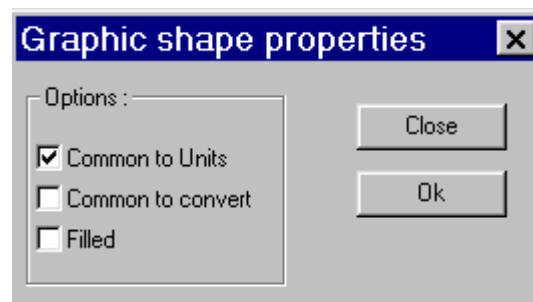 Graphic shape properties
Options :
Common to Units
Common to convert
Filled
Close
Ok